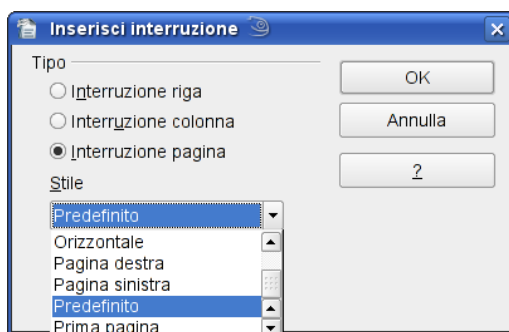 Inserisci interruzione
Tipo
Interruzione riga
Interruzione colonna
Interruzione pagina
Stile
Predefinito
Orizzontale
Pagina destra
Pagina sinistra
Predefinito
Prima pagina
OK
Annulla
?